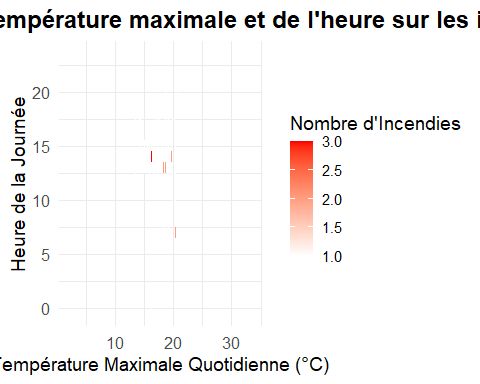 empérature maximale et de l'heure sur les i
Nombre d'Incendies
3.0
2.5
2.0
1.5
1.0
Heure de la Journée
20
15
10
5
0
10 20 30
Température Maximale Quotidienne (°C)